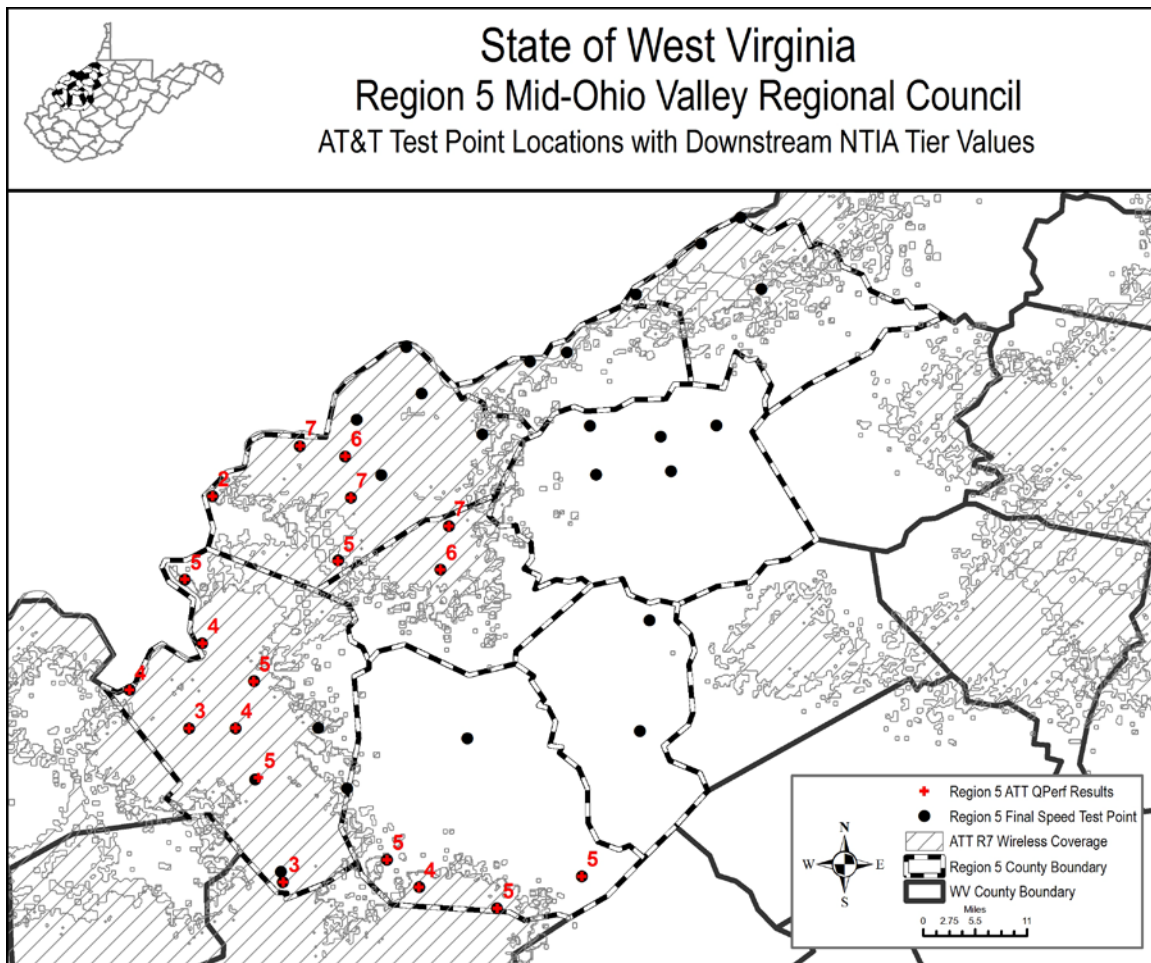 State of West Virginia
Region 5 Mid-Ohio Valley Regional Council
AT&T Test Point Locations with Downstream NTIA Tier Values
7
6
2
7
7
5
6
5
4
5
4
3
4
5
3
5
4
5
5
Region 5 ATT QPerf Results
Region 5 Final Speed Test Point
ATT R7 Wireless Coverage
Region 5 County Boundary
WV County Boundary
N
W
E
S
Miles
0 2.75 5.5 11